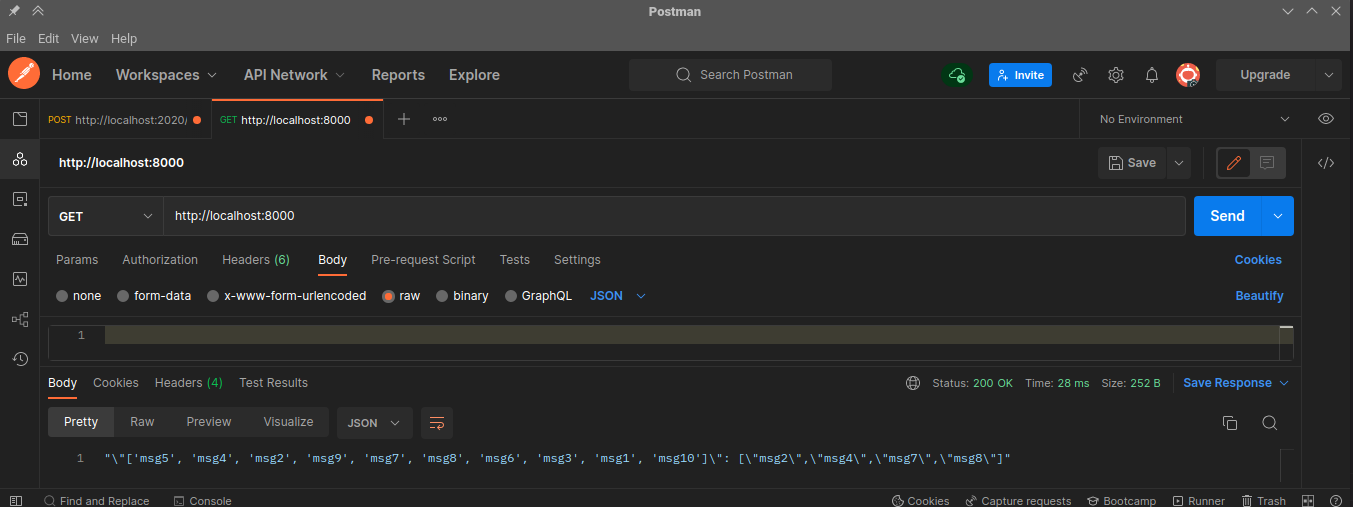 Postman
File Edit View Help
Home Workspaces API Network Reports Explore Search Postman Invite Upgrade
POST http://localhost:2020/ GET http://localhost:8000 No Environment
http://localhost:8000 Save
GET http://localhost:8000 Send
Params Authorization Headers (6) Body Pre-request Script Tests Settings Cookies
none form-data x-www-form-urlencoded raw binary GraphQL JSON Beautify
1
Body Cookies Headers (4) Test Results Status: 200 OK Time: 28 ms Size: 252 B Save Response
Pretty Raw Preview Visualize JSON
1 "\"['msg5', 'msg4', 'msg2', 'msg9', 'msg7', 'msg8', 'msg6', 'msg3', 'msg1', 'msg10']\": [\"msg2\",\"msg4\",\"msg7\",\"msg8\"]"
Find and Replace Console Cookies Capture requests Bootcamp Runner Trash